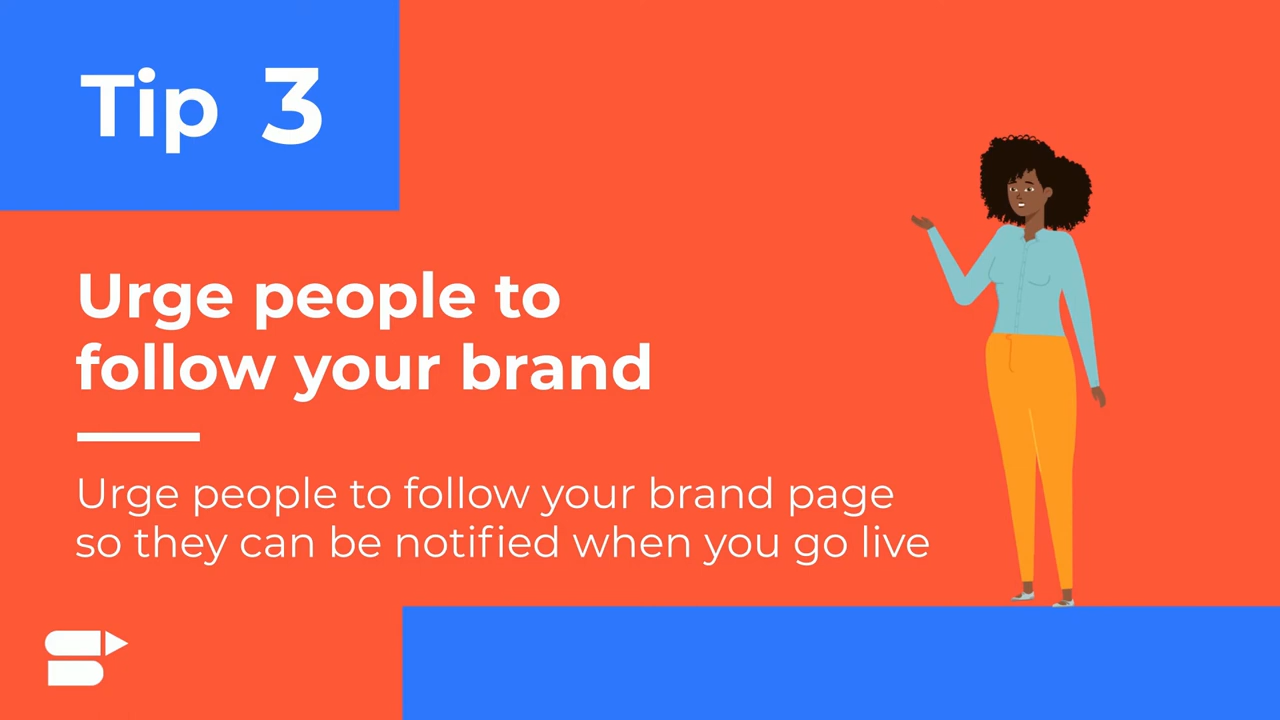 Tip 3
Urge people to
follow your brand
Urge people to follow your brand page
so they can be notified when you go live